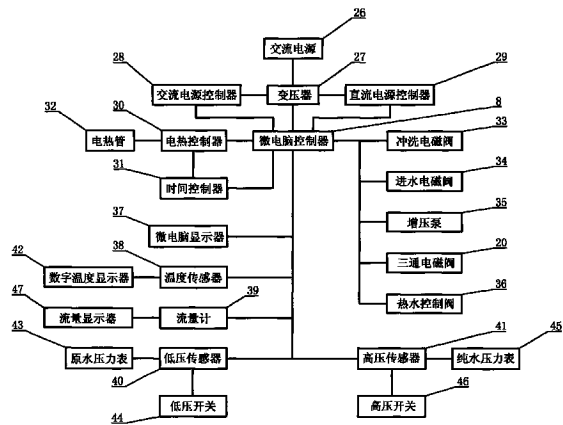 26
交流电源
28
27
29
交流电源控制器
变压器
直流电源控制器
32
30
8
33
电热管
电热控制器
微电脑控制器
冲洗电磁阀
31
34
时间控制器
进水电磁阀
37
35
微电脑显示器
增压泵
42
38
20
数字温度显示器
温度传感器
三通电磁阀
47
39
36
流量显示器
流量计
热水控制阀
43
41
45
原水压力表
低压传感器
高压传感器
纯水压力表
40
46
44
低压开关
高压开关